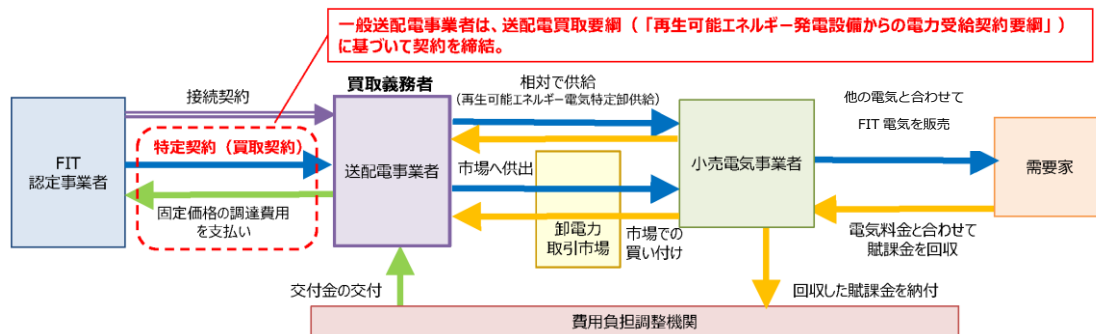 一般送配電事業者は、送配電買取要綱（「再生可能エネルギー発電設備からの電力受給契約要綱」）
に基づいて契約を締結。
接続契約
買取義務者
相対で供給
（再生可能エネルギー電気特定卸供給）
他の電気と合わせて
FIT 電気を販売
FIT
認定事業者
特定契約（買取契約）
送配電事業者
市場へ供出
小売電気事業者
需要家
固定価格の調達費用
を支払い
卸電力
取引市場
市場での
買い付け
電気料金と合わせて
賦課金を回収
交付金の交付
回収した賦課金を納付
費用負担調整機関